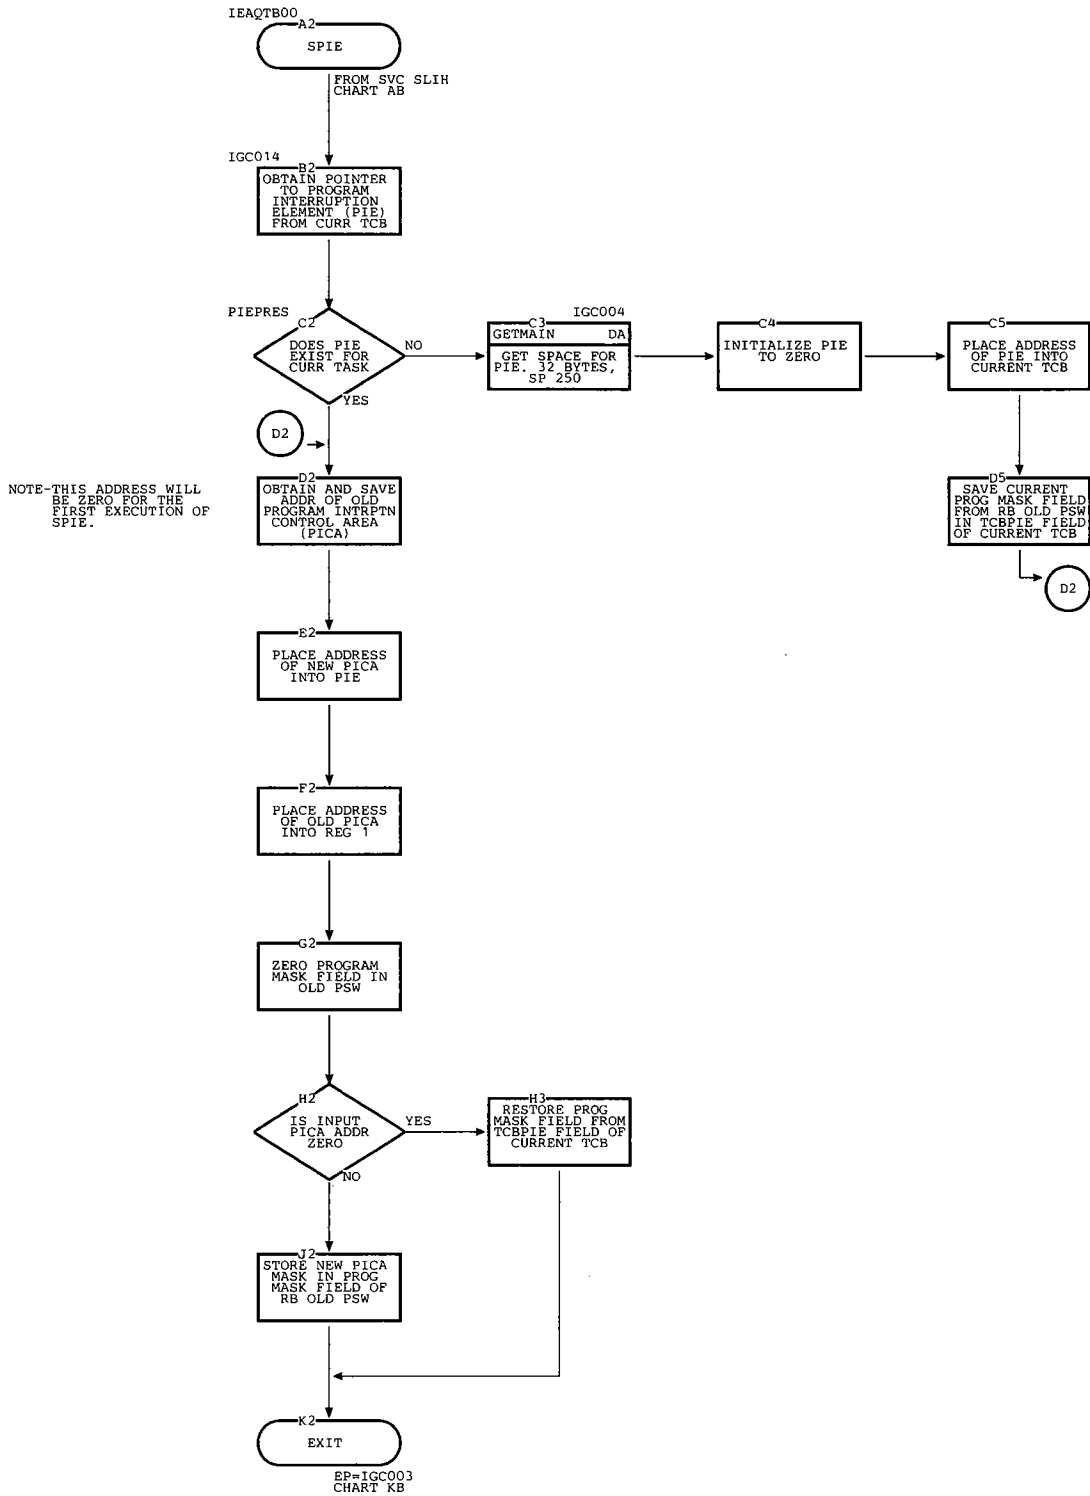 IEAQTB00
A2
SPIE
FROM SVC SLIH
CHART AB
IGC014
B2
OBTAIN POINTER
TO PROGRAM
INTERRUPTION
ELEMENT (PIE)
FROM CURR TCB
PIEPRES
C2
DOES PIE
EXIST FOR
CURR TASK
NO
YES
IGC004
C3
GETMAIN DA
GET SPACE FOR
PIE. 32 BYTES,
SP 250
C4
INITIALIZE PIE
TO ZERO
C5
PLACE ADDRESS
OF PIE INTO
CURRENT TCB
D2
NOTE-THIS ADDRESS WILL
BE ZERO FOR THE
FIRST EXECUTION OF
SPIE.
D2
OBTAIN AND SAVE
ADDR OF OLD
PROGRAM INTRPTN
CONTROL AREA
(PICA)
D5
SAVE CURRENT
PROG MASK FIELD
FROM RB OLD PSW
IN TCBPIE FIELD
OF CURRENT TCB
D2
E2
PLACE ADDRESS
OF NEW PICA
INTO PIE
F2
PLACE ADDRESS
OF OLD PICA
INTO REG 1
G2
ZERO PROGRAM
MASK FIELD IN
OLD PSW
H2
IS INPUT
PICA ADDR
ZERO
YES
NO
H3
RESTORE PROG
MASK FIELD FROM
TCBPIE FIELD OF
CURRENT TCB
J2
STORE NEW PICA
MASK IN PROG
MASK FIELD OF
RB OLD PSW
K2
EXIT
EP=IGC003
CHART KB